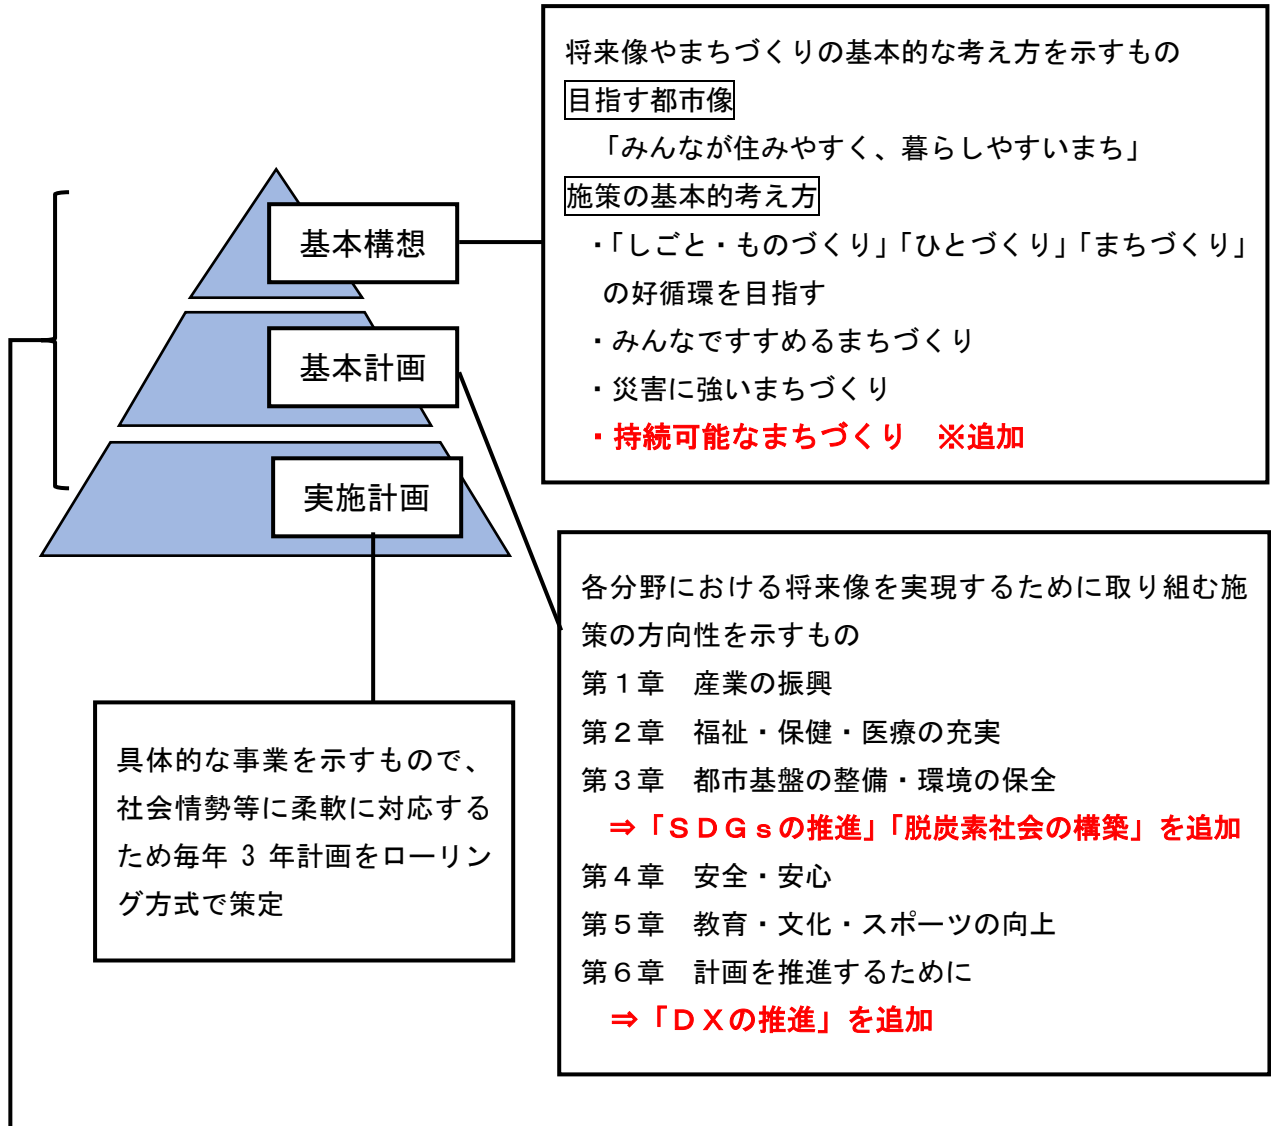 将来像やまちづくりの基本的な考え方を示すもの
目指す都市像
「みんなが住みやすく、暮らしやすいまち」
施策の基本的考え方
・「しごと・ものづくり」「ひとづくり」「まちづくり」
の好循環を目指す
・みんなですすめるまちづくり
・災害に強いまちづくり
・持続可能なまちづくり　※追加
基本構想
基本計画
実施計画
各分野における将来像を実現するために取り組む施
策の方向性を示すもの
第１章　産業の振興
第２章　福祉・保健・医療の充実
第３章　都市基盤の整備・環境の保全
⇒「ＳＤＧｓの推進」「脱炭素社会の構築」を追加
第４章　安全・安心
第５章　教育・文化・スポーツの向上
第６章　計画を推進するために
⇒「ＤＸの推進」を追加
具体的な事業を示すもので、
社会情勢等に柔軟に対応する
ため毎年 3 年計画をローリン
グ方式で策定